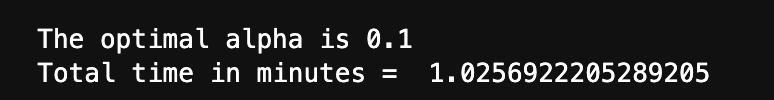 The optimal alpha is 0.1
Total time in minutes =  1.0256922205289205